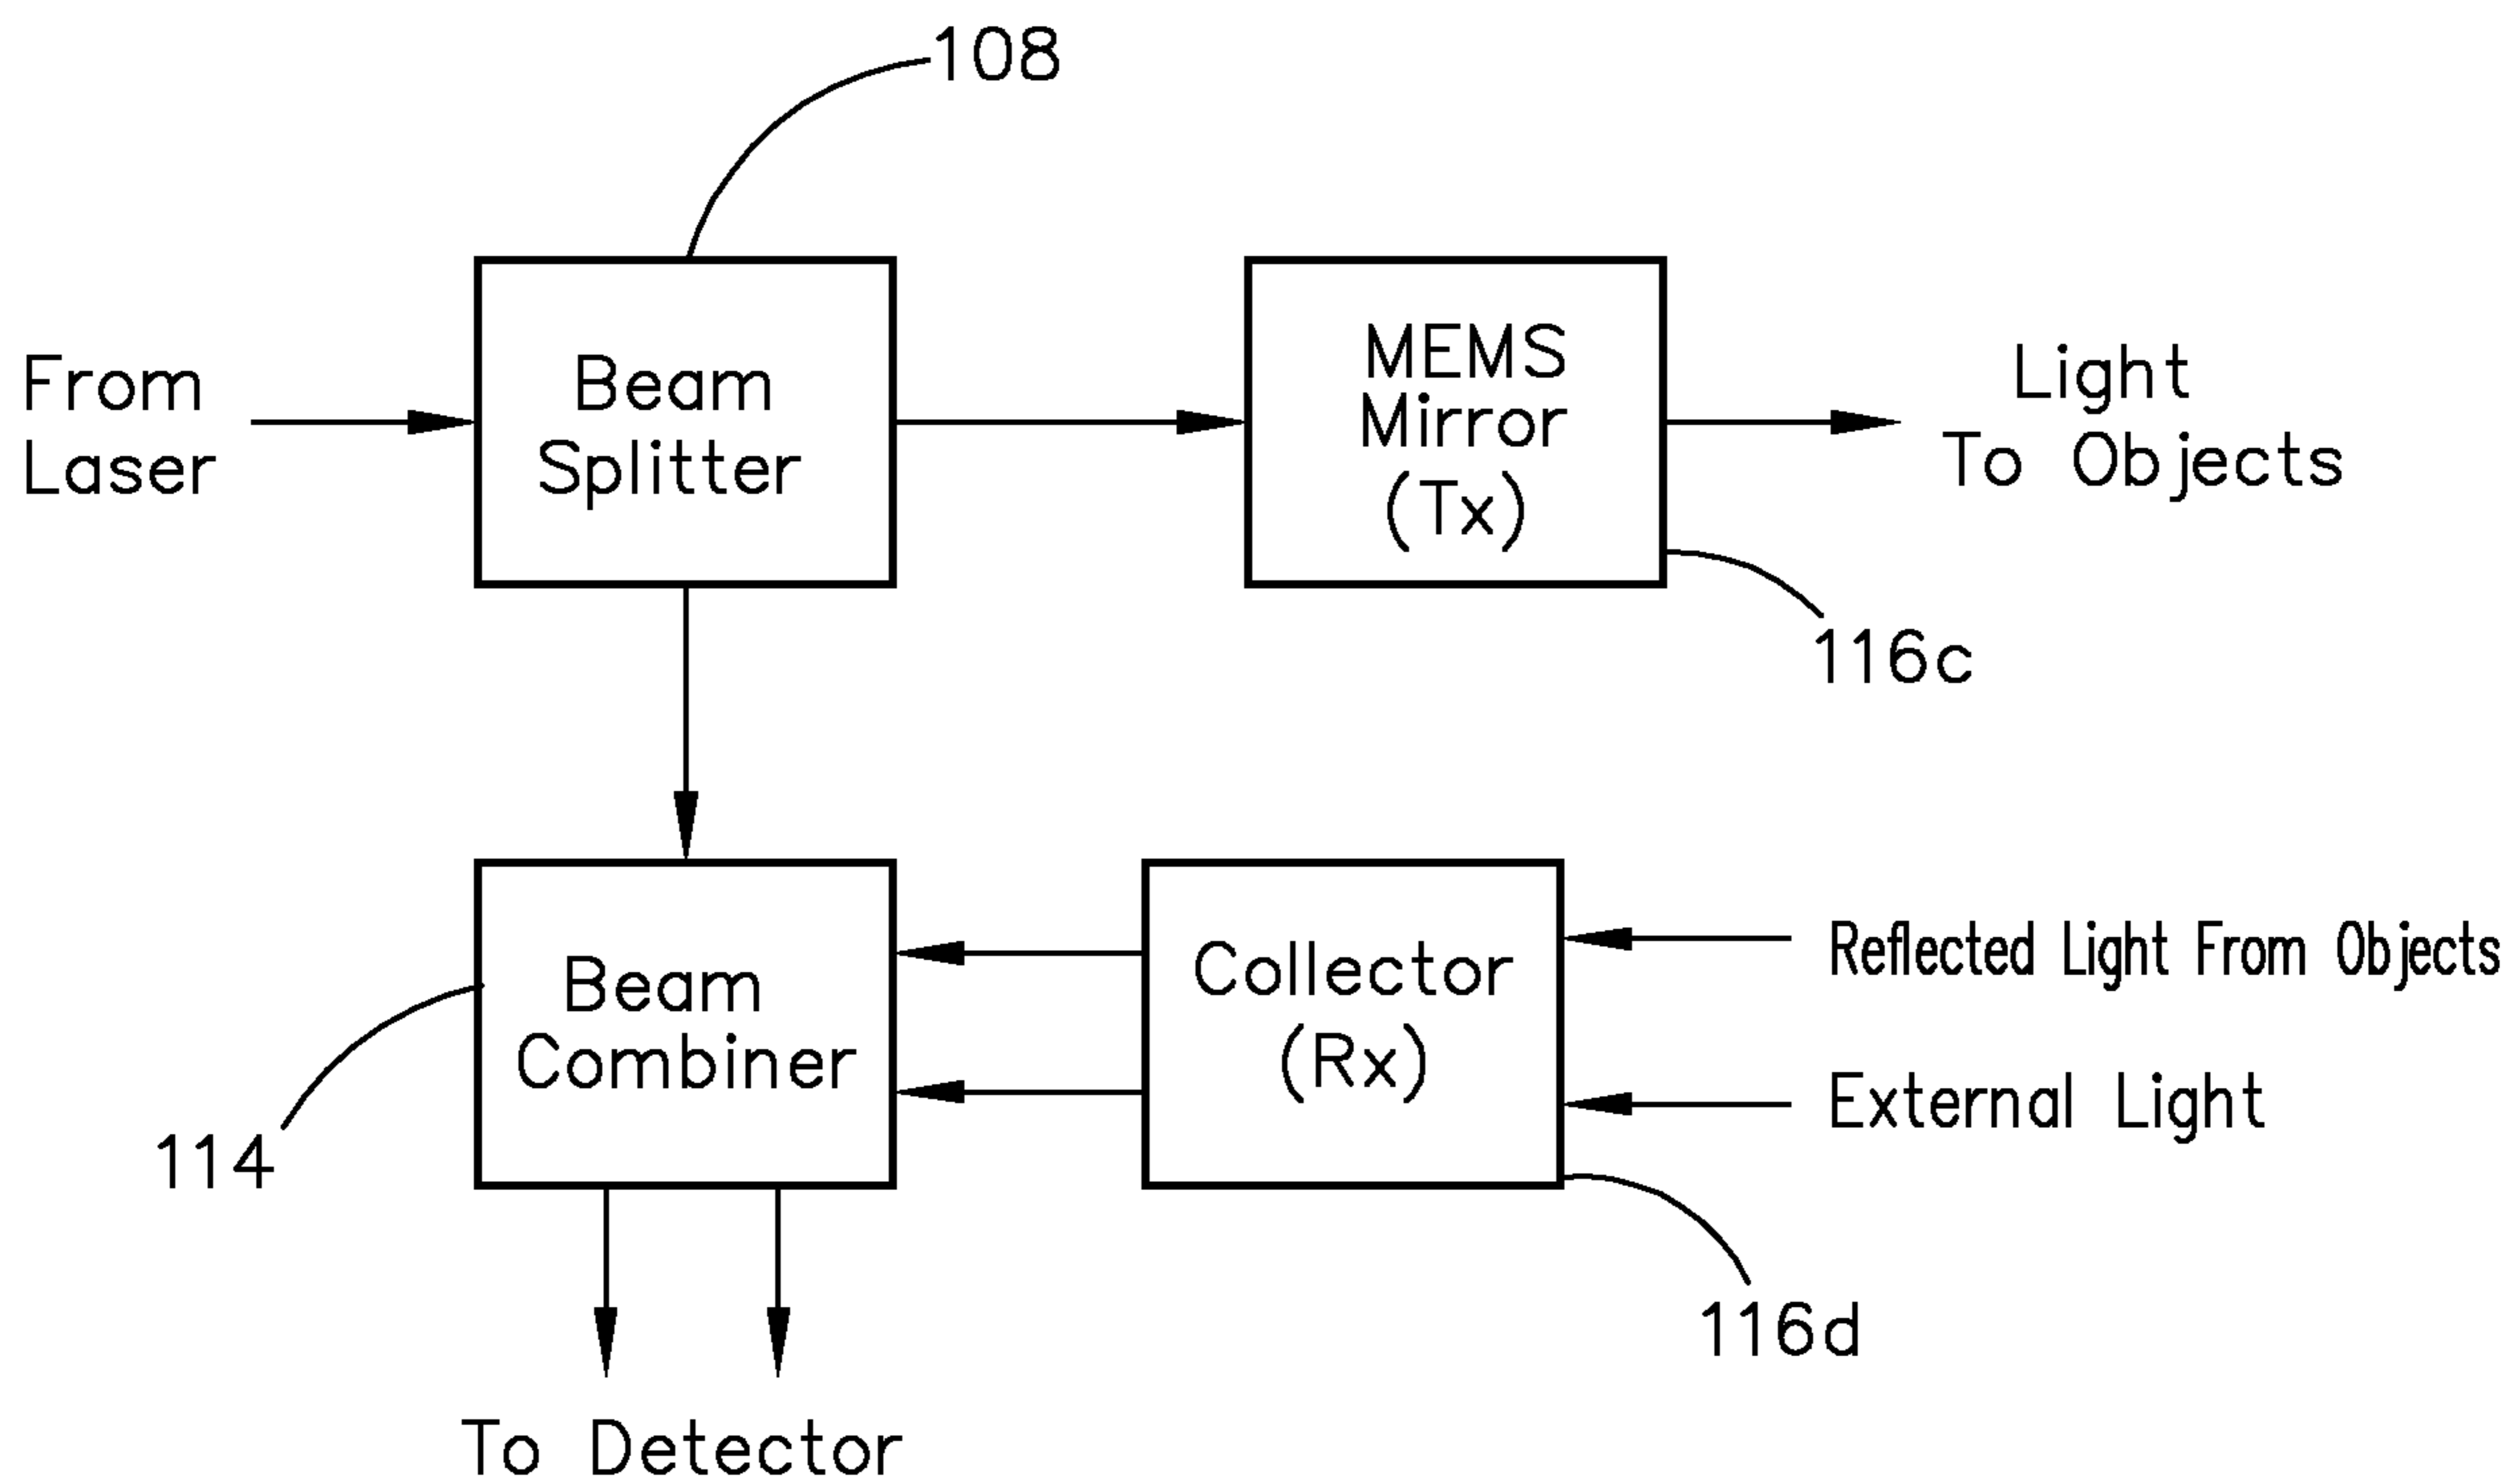 108
From
Laser
Beam
Splitter
MEMS
Mirror
(Tx)
Light
To Objects
116c
Beam
Combiner
Collector
(Rx)
Reflected Light From Objects
External Light
114
116d
To Detector